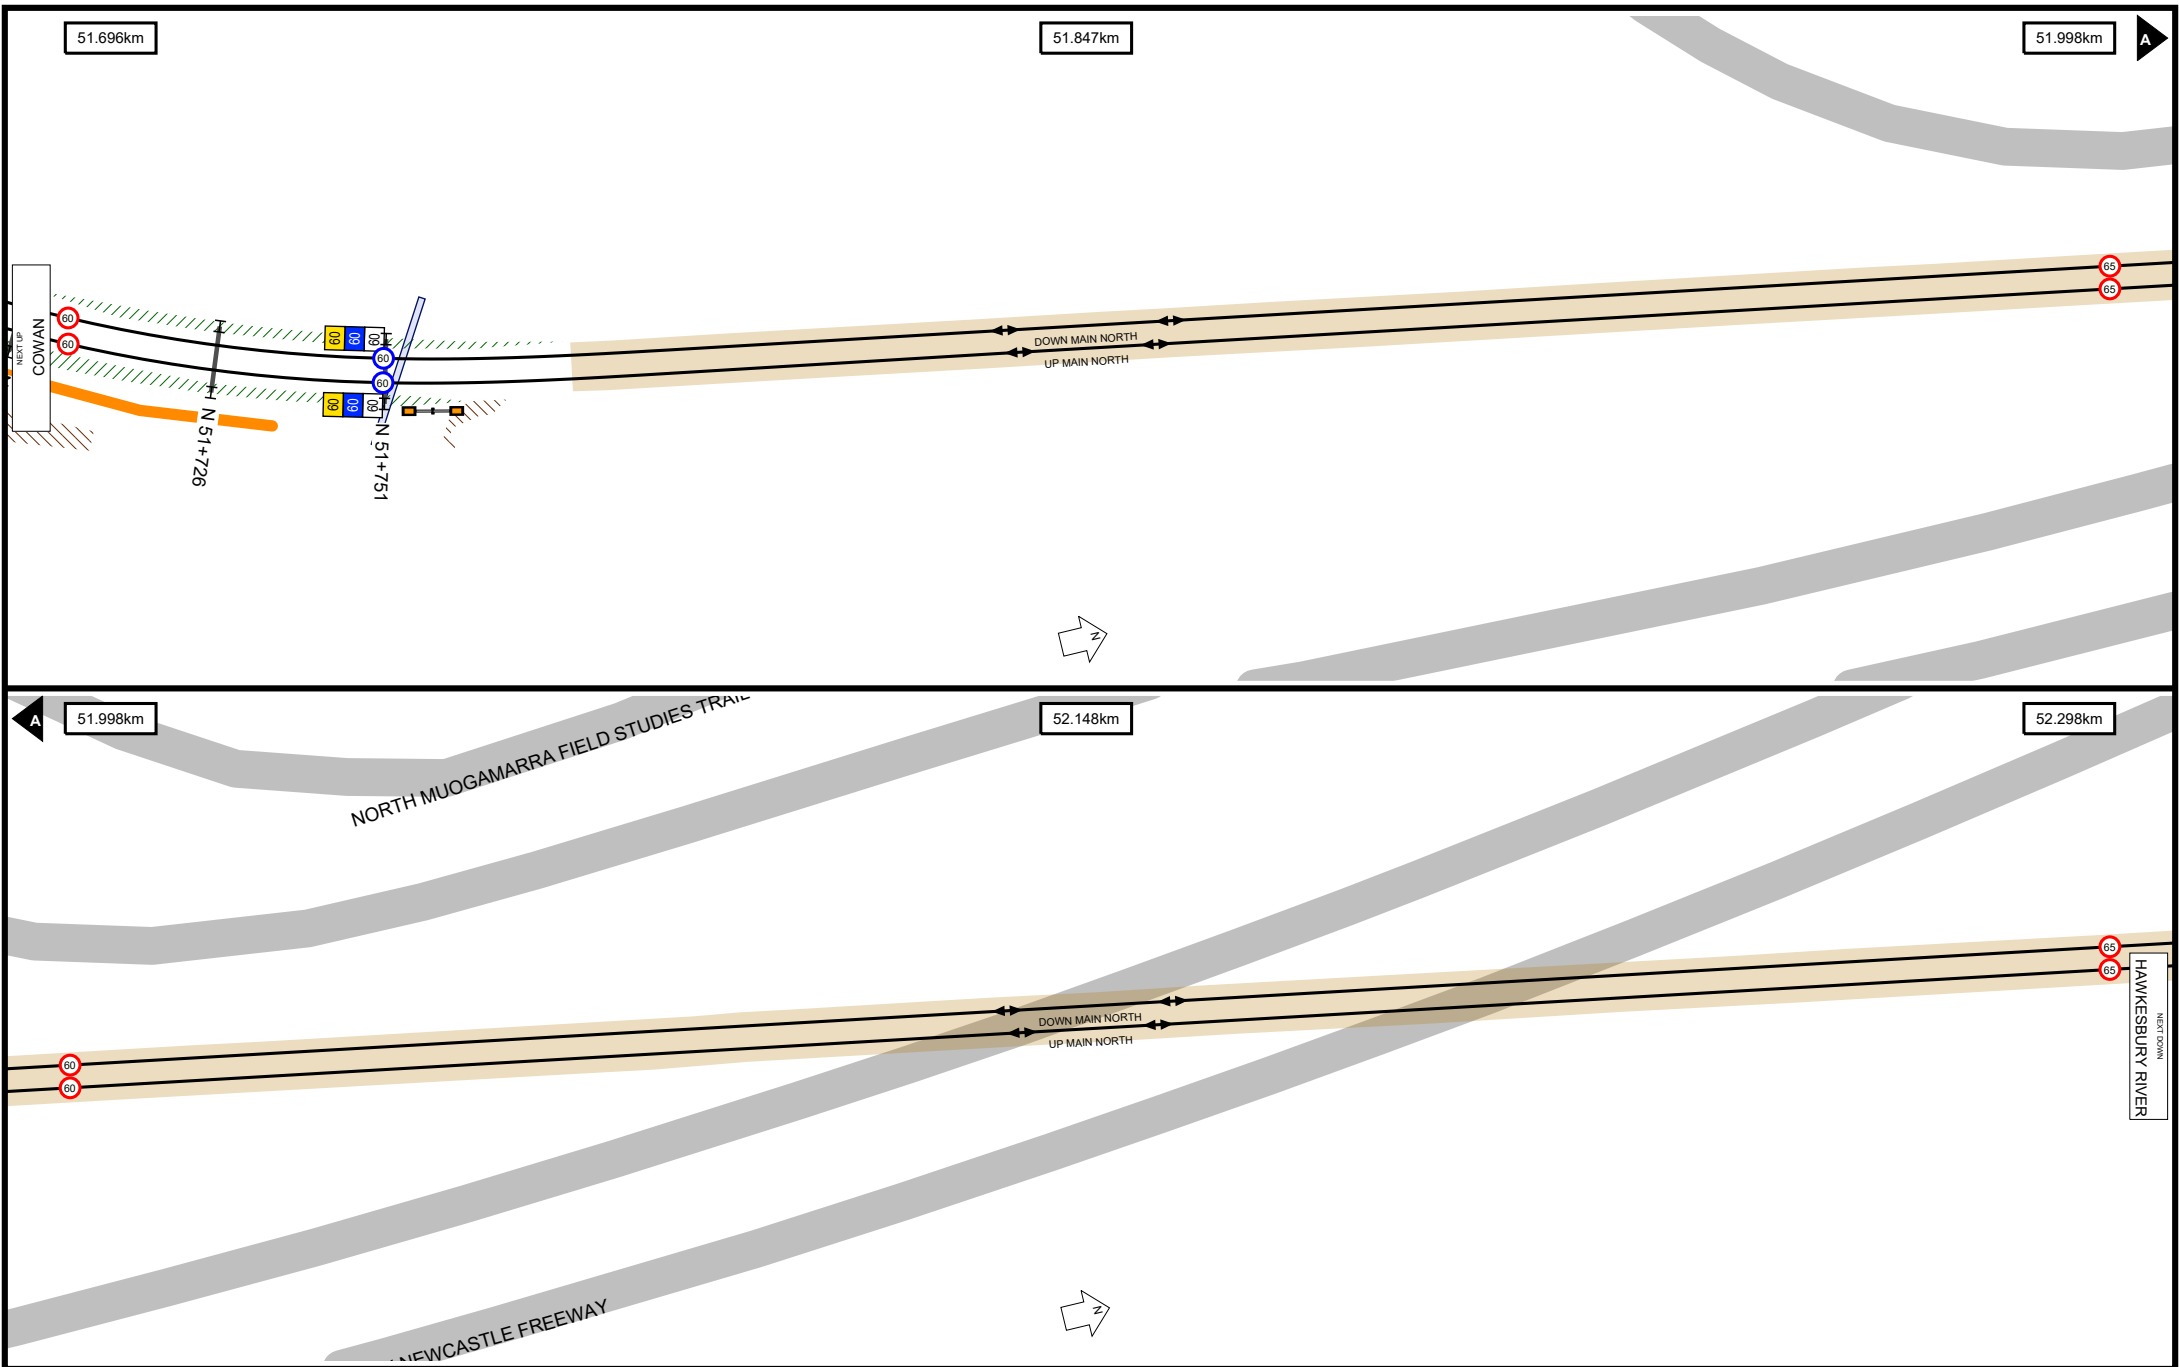 51.696km
51.847km
51.998km
A
65
65
NEXT UP
COWAN
60
60
60
60
60
60
60
60
60
60
N 51+726
N 51+751
DOWN MAIN NORTH
UP MAIN NORTH
N
A
51.998km
52.148km
52.298km
NORTH MUOGAMARRA FIELD STUDIES TRAIL
65
65
HAWKESBURY RIVER
NEXT DOWN
DOWN MAIN NORTH
UP MAIN NORTH
60
60
NEWCASTLE FREEWAY
N